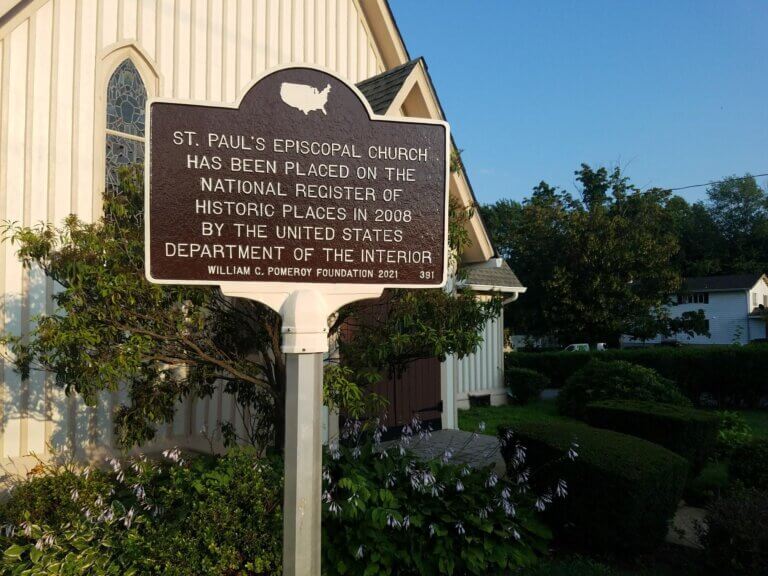 ST. PAUL'S EPISCOPAL CHURCH
HAS BEEN PLACED ON THE
NATIONAL REGISTER OF
HISTORIC PLACES IN 2008
BY THE UNITED STATES
DEPARTMENT OF THE INTERIOR
WILLIAM C. POMEROY FOUNDATION 2021 391